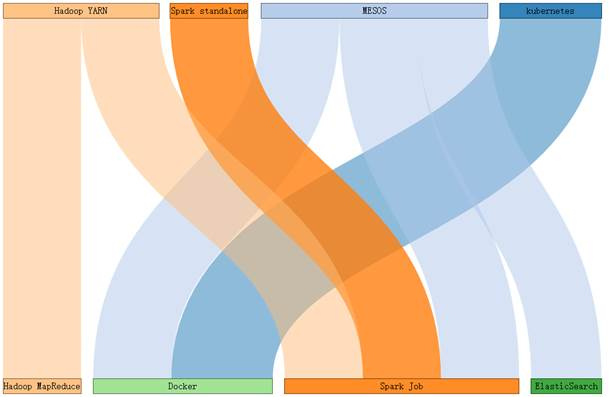 Hadoop YARN
Spark standalone
MESOS
kubernetes
Hadoop MapReduce
Docker
Spark Job
ElasticSearch